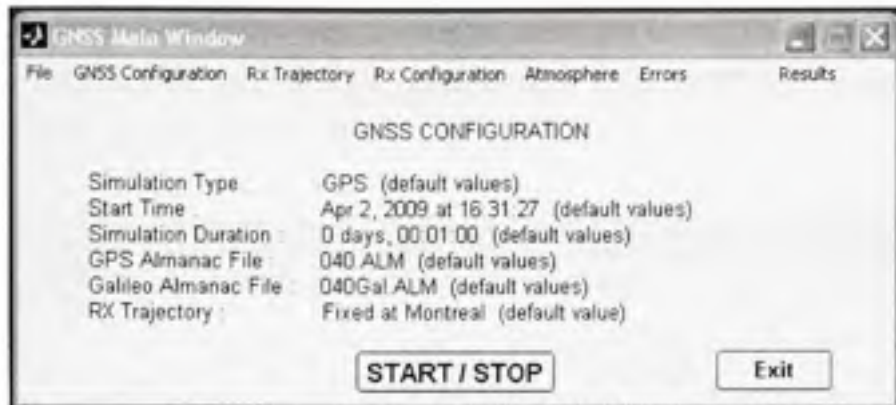 GNSS Main Window
File GNSS Configuration Rx Trajectory Rx Configuration Atmosphere Errors Results
GNSS CONFIGURATION
Simulation Type GPS (default values)
Start Time Apr 2, 2009 at 16 31:27 (default values)
Simulation Duration : 0 days, 00:01:00 (default values)
GPS Almanac File : 040 ALM (default values)
Galileo Almanac File : 040Gal.ALM (default values)
RX Trajectory : Fixed at Montreal (default value)
START / STOP Exit